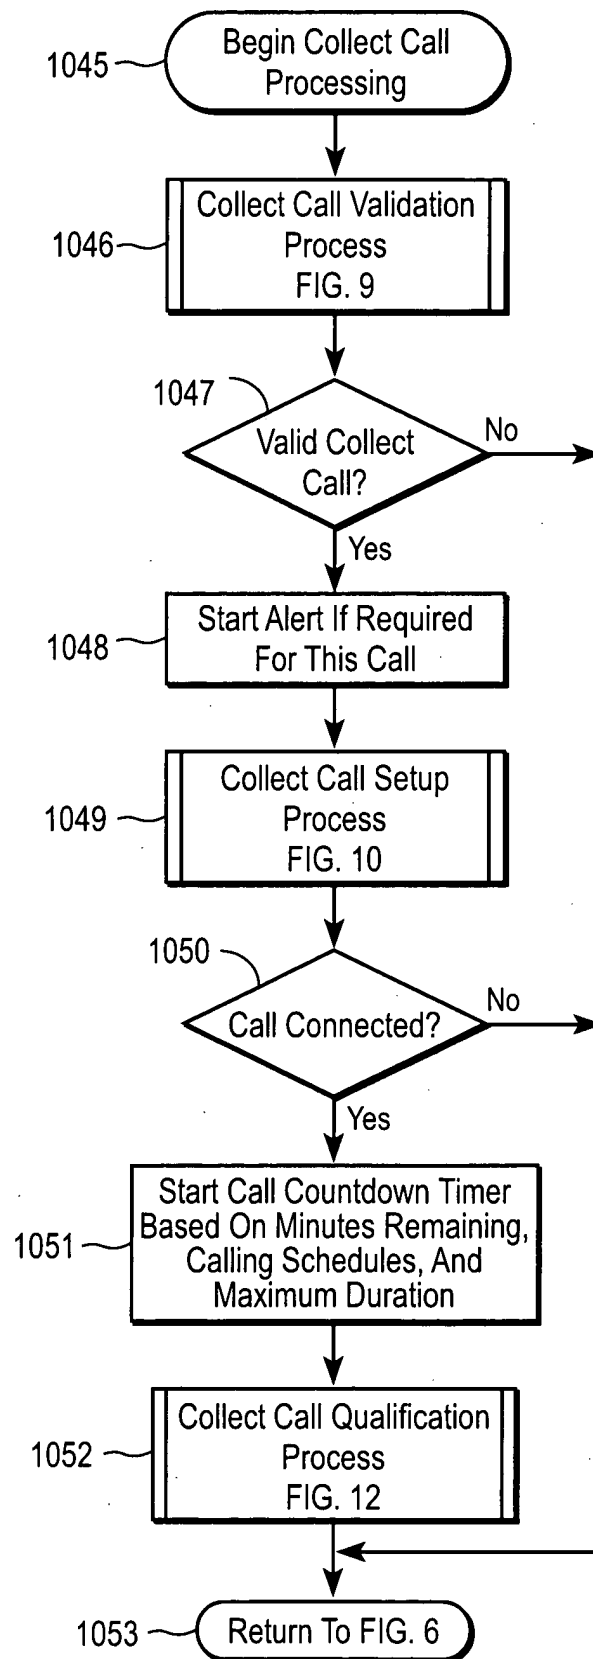 1045
Begin Collect Call
Processing
1046
Collect Call Validation
Process
FIG. 9
1047
Valid Collect
Call?
No
Yes
1048
Start Alert If Required
For This Call
1049
Collect Call Setup
Process
FIG. 10
1050
Call Connected?
No
Yes
1051
Start Call Countdown Timer
Based On Minutes Remaining,
Calling Schedules, And
Maximum Duration
1052
Collect Call Qualification
Process
FIG. 12
1053
Return To FIG. 6